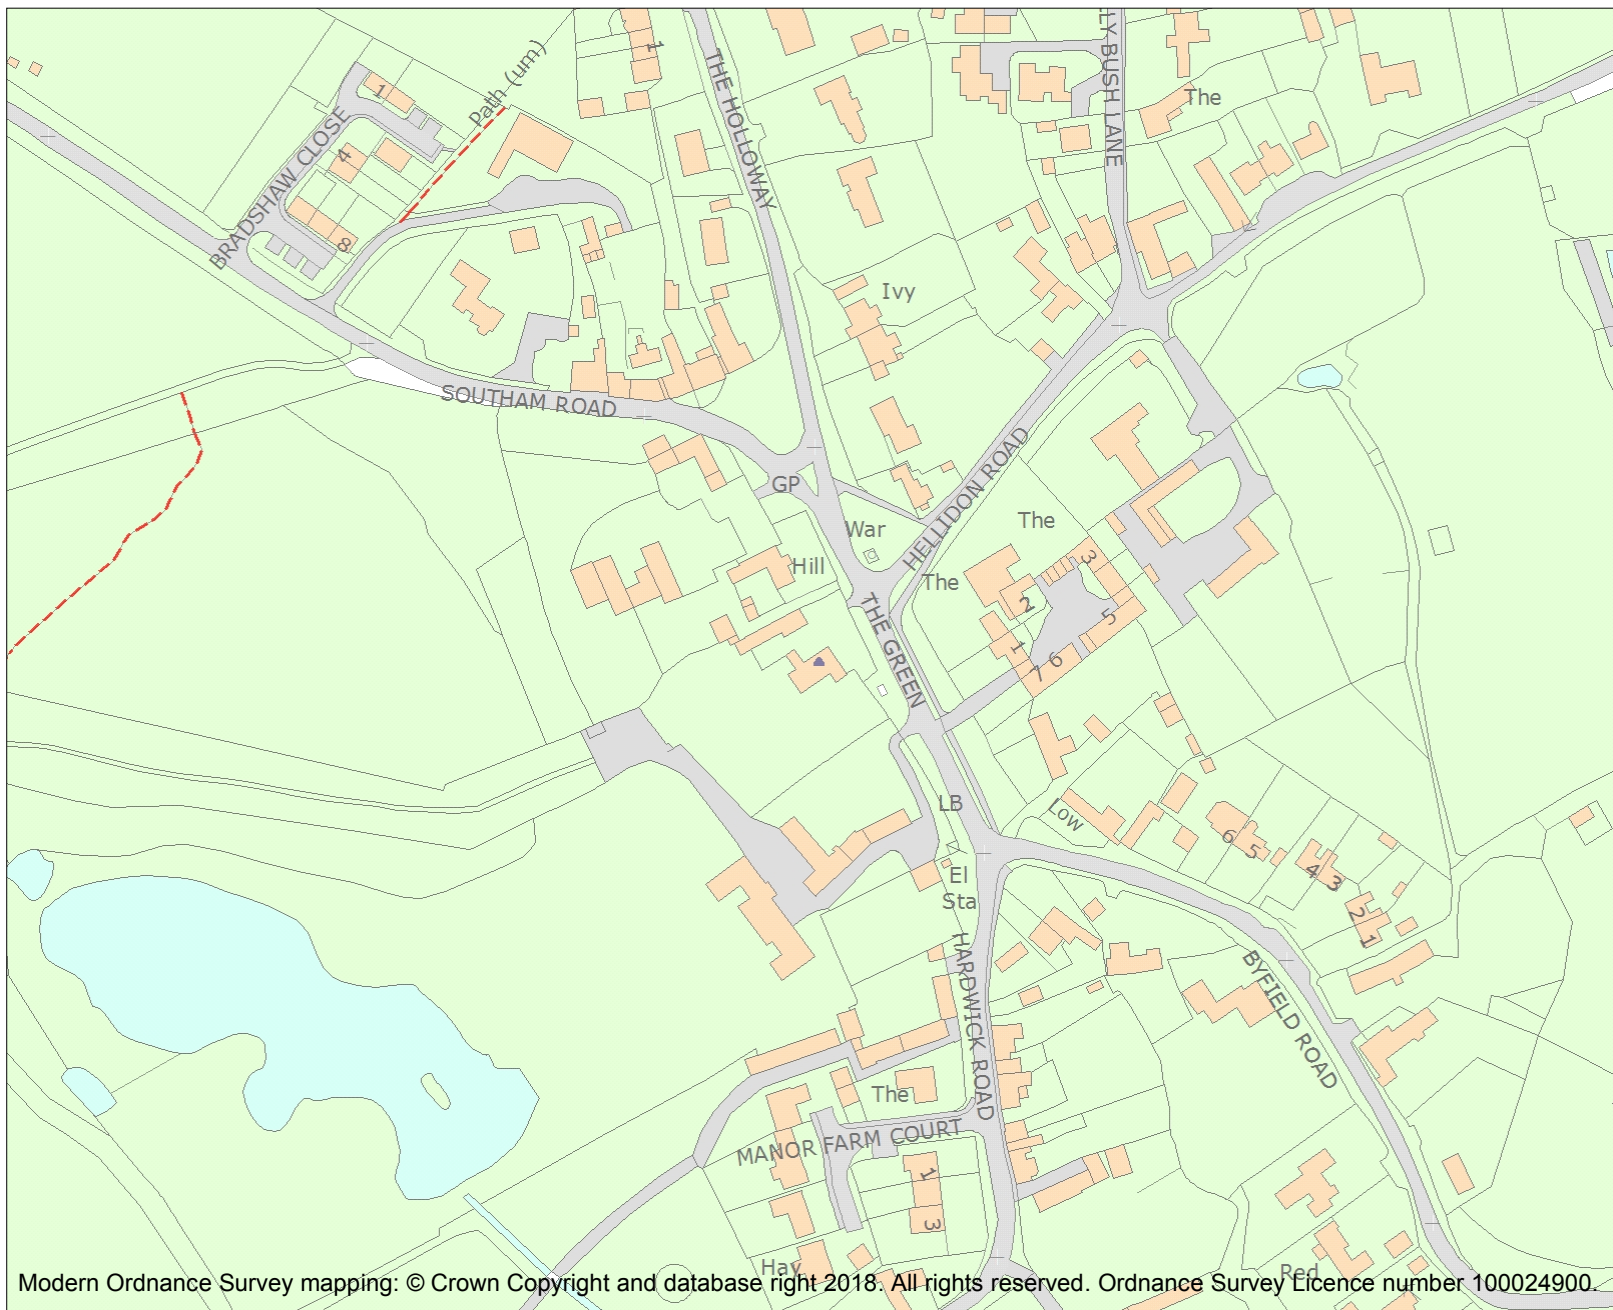 1
THE HOLLOWAY
LY BUSH LANE
The
Path (um)
1
BRADSHAW CLOSE
4
8
Ivy
SOUTHAM ROAD
HELLIDON ROAD
GP
War
The
Hill
The
3
2
5
1
6
7
THE GREEN
LB
Low
El
Sta
6
5
4
3
2
1
HARDWICK ROAD
BYFIELD ROAD
The
MANOR FARM COURT
1
3
Hay
Red
Modern Ordnance Survey mapping: © Crown Copyright and database right 2018. All rights reserved. Ordnance Survey Licence number 100024900.